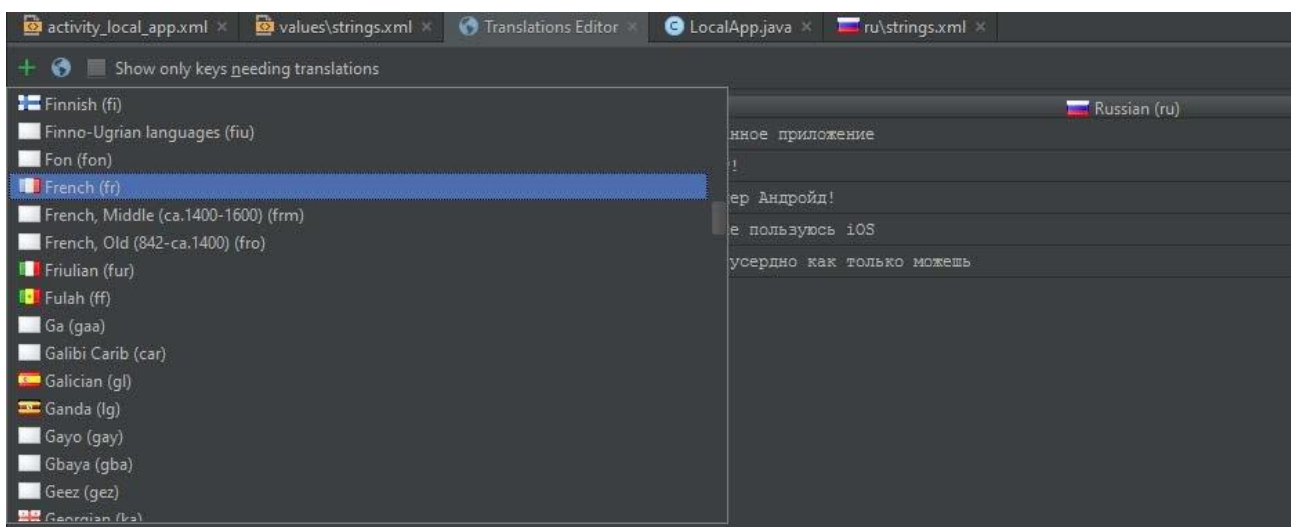 activity_local_app.xml values\strings.xml Translations Editor LocalApp.java ru\strings.xml
Show only keys needing translations
Russian (ru)
Finnish (fi)
Finno-Ugrian languages (fiu)
нное приложение
Fon (fon)
!
French (fr)
ер Андройд!
French, Middle (ca.1400-1600) (frm)
е пользуюсь iOS
French, Old (842-ca.1400) (fro)
усердно как только можешь
Friulian (fur)
Fulah (ff)
Ga (gaa)
Galibi Carib (car)
Galician (gl)
Ganda (lg)
Gayo (gay)
Gbaya (gba)
Geez (gez)
Georgian (ka)